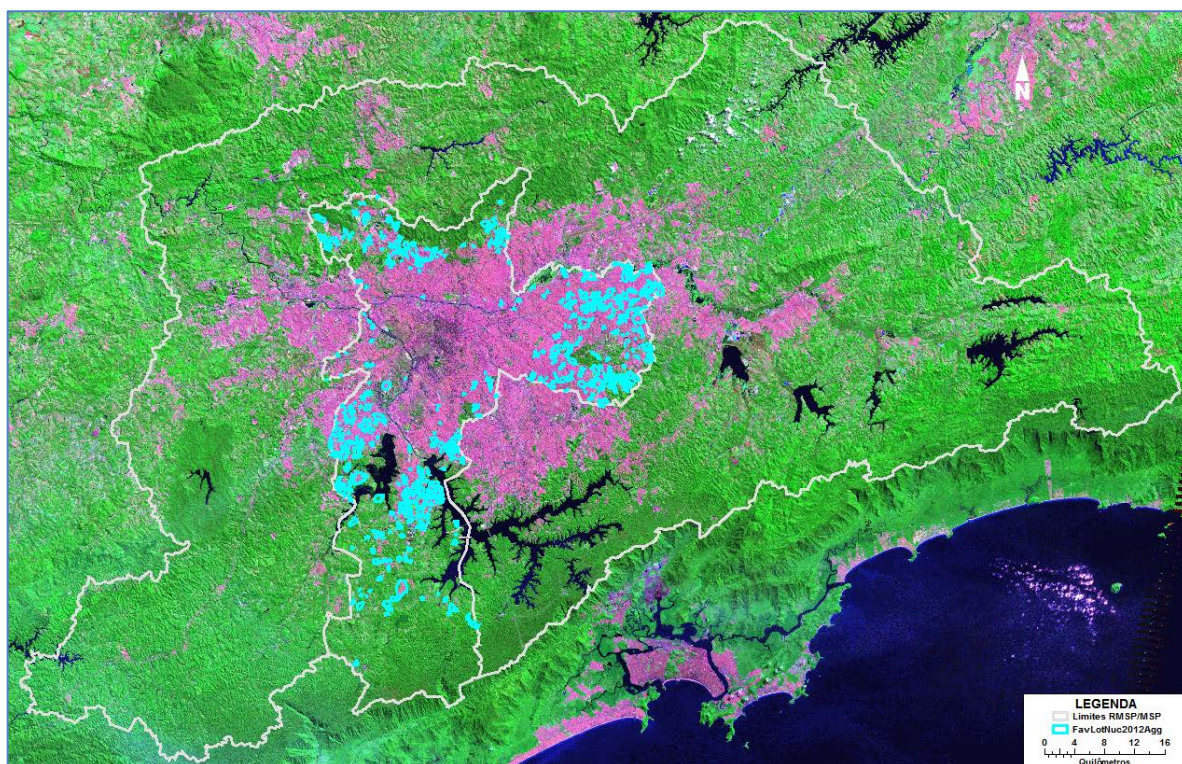 N
LEGENDA
Limites RMSP/MSP
FavLotNuc2012Agg
0 4 8 12 16
Quilômetros